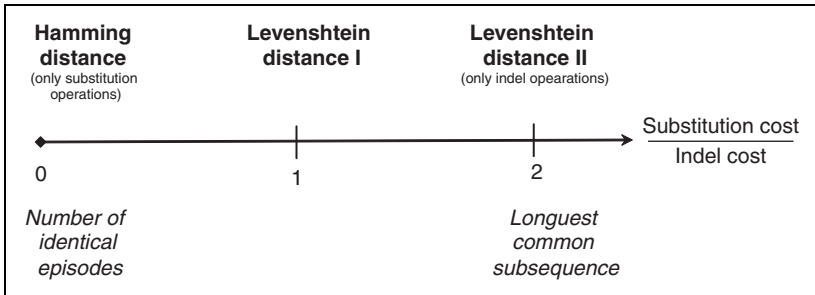 Hamming
distance
(only substitution
operations)
Levenshtein
distance I
Levenshtein
distance II
(only indel opearations)
Substitution cost
Indel cost
0
1
2
Number of
identical
episodes
Longuest
common
subsequence